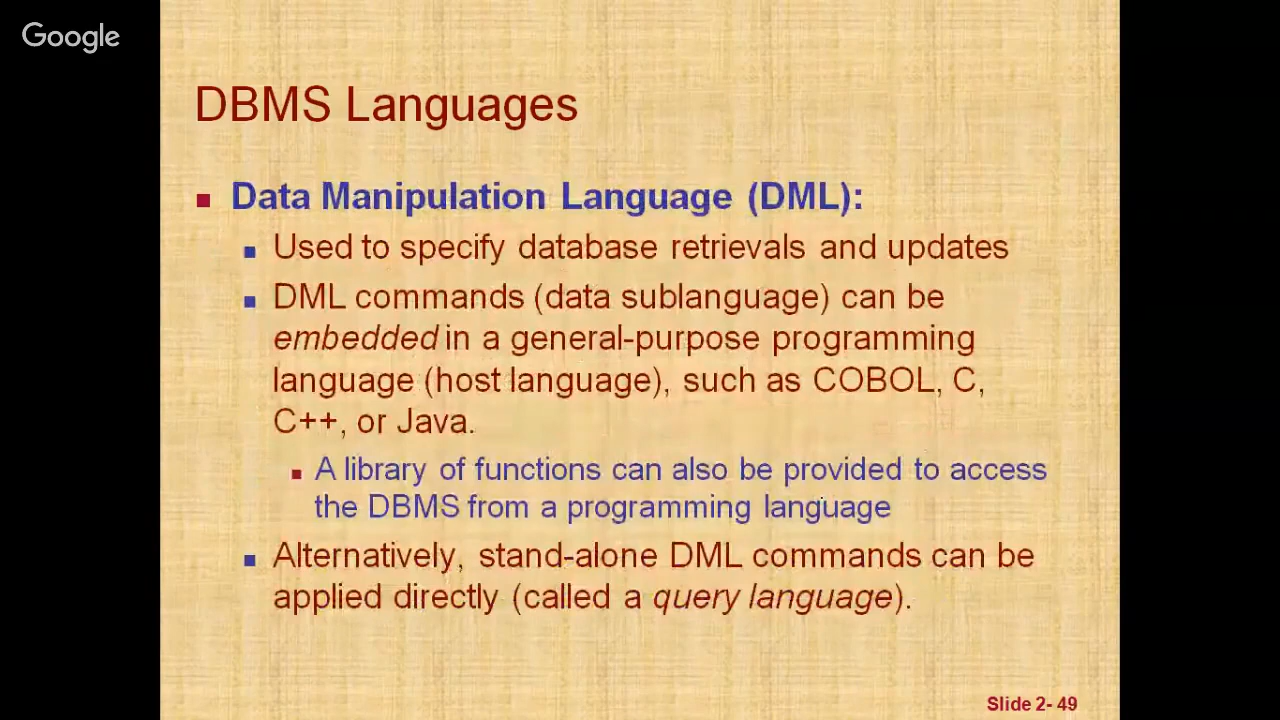 Google
DBMS Languages
Data Manipulation Language (DML):
Used to specify database retrievals and updates
DML commands (data sublanguage) can be
embedded in a general-purpose programming
language (host language), such as COBOL, C,
C++, or Java.
A library of functions can also be provided to access
the DBMS from a programming language
Alternatively, stand-alone DML commands can be
applied directly (called a query language).
Slide 2- 49